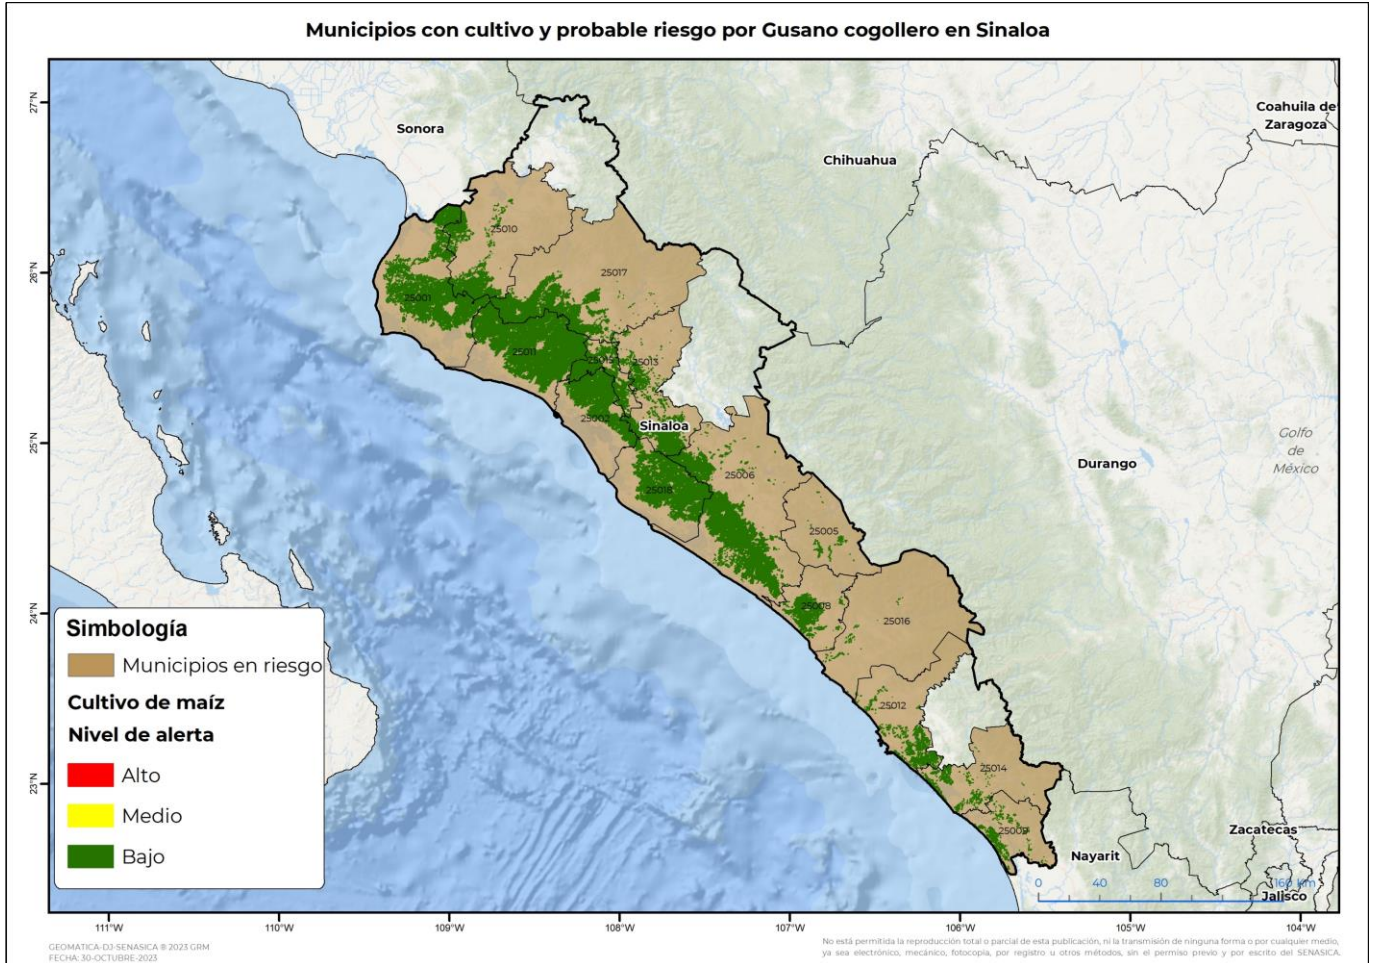 Municipios con cultivo y probable riesgo por Gusano cogollero en Sinaloa
27°N
26°N
25°N
24°N
23°N
Sonora
Chihuahua
Coahuila de
Zaragoza
25010
25017
25001
25011
25015
25013
25002
Sinaloa
25006
25018
Durango
Golfo
de
México
25005
25008
25016
25012
25014
25009
Nayarit
Zacatecas
Jalisco
0 40 80 160 Km
Simbología
Municipios en riesgo
Cultivo de maíz
Nivel de alerta
Alto
Medio
Bajo
111°W 110°W 109°W 108°W 107°W 106°W 105°W 104°W
GEOMATICA-DJ-SENASICA ® 2023 GRM
FECHA: 30-OCTUBRE-2023
No está permitida la reproducción total o parcial de esta publicación, ni la transmisión de ninguna forma o por cualquier medio,
ya sea electrónico, mecánico, fotocopia, por registro u otros métodos, sin el permiso previo y por escrito del SENASICA.